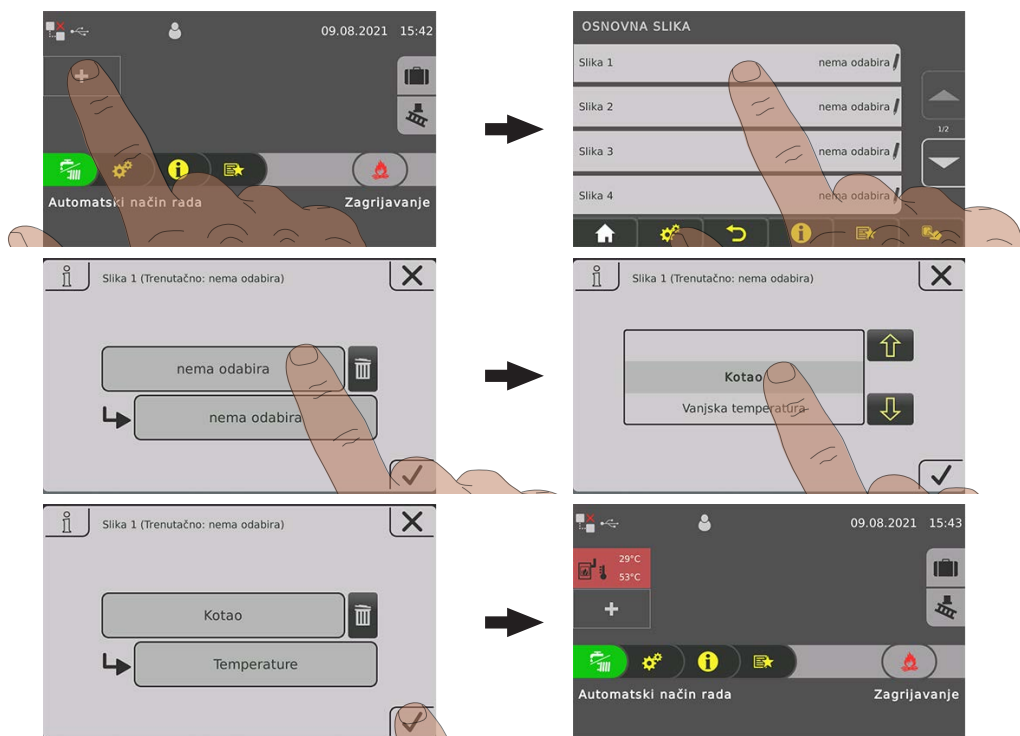 09.08.2021 15:42
Automatski način rada
Zagrijavanje
OSNOVNA SLIKA
Slika 1 nema odabira
Slika 2 nema odabira
1/2
Slika 3 nema odabira
Slika 4 nema odabira
Slika 1 (Trenutačno: nema odabira)
nema odabira
nema odabira
Slika 1 (Trenutačno: nema odabira)
Kotao
Vanjska temperatura
Slika 1 (Trenutačno: nema odabira)
Kotao
Temperature
09.08.2021 15:43
29°C
53°C
Automatski način rada
Zagrijavanje